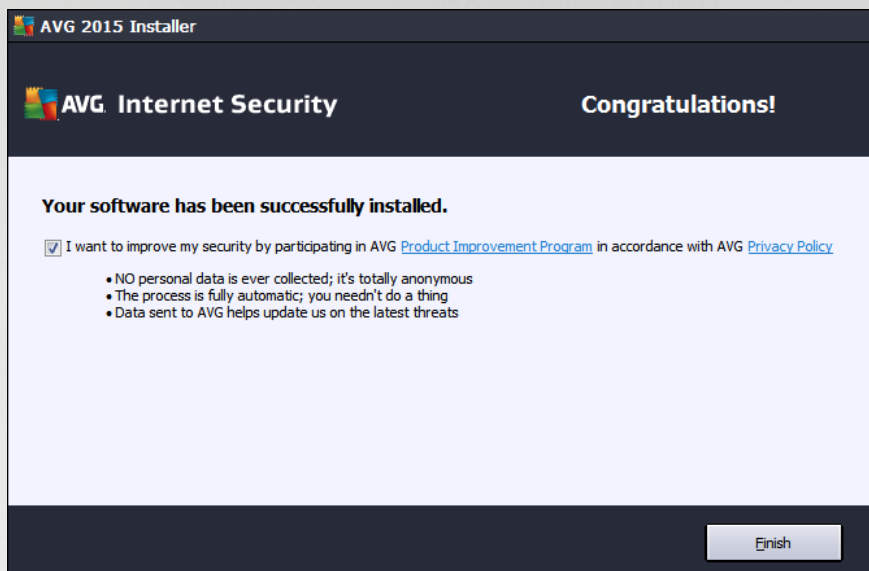 AVG 2015 Installer
AVG. Internet Security
Congratulations!
Your software has been successfully installed.
I want to improve my security by participating in AVG Product Improvement Program in accordance with AVG Privacy Policy
• NO personal data is ever collected; it's totally anonymous
• The process is fully automatic; you needn't do a thing
• Data sent to AVG helps update us on the latest threats
Finish